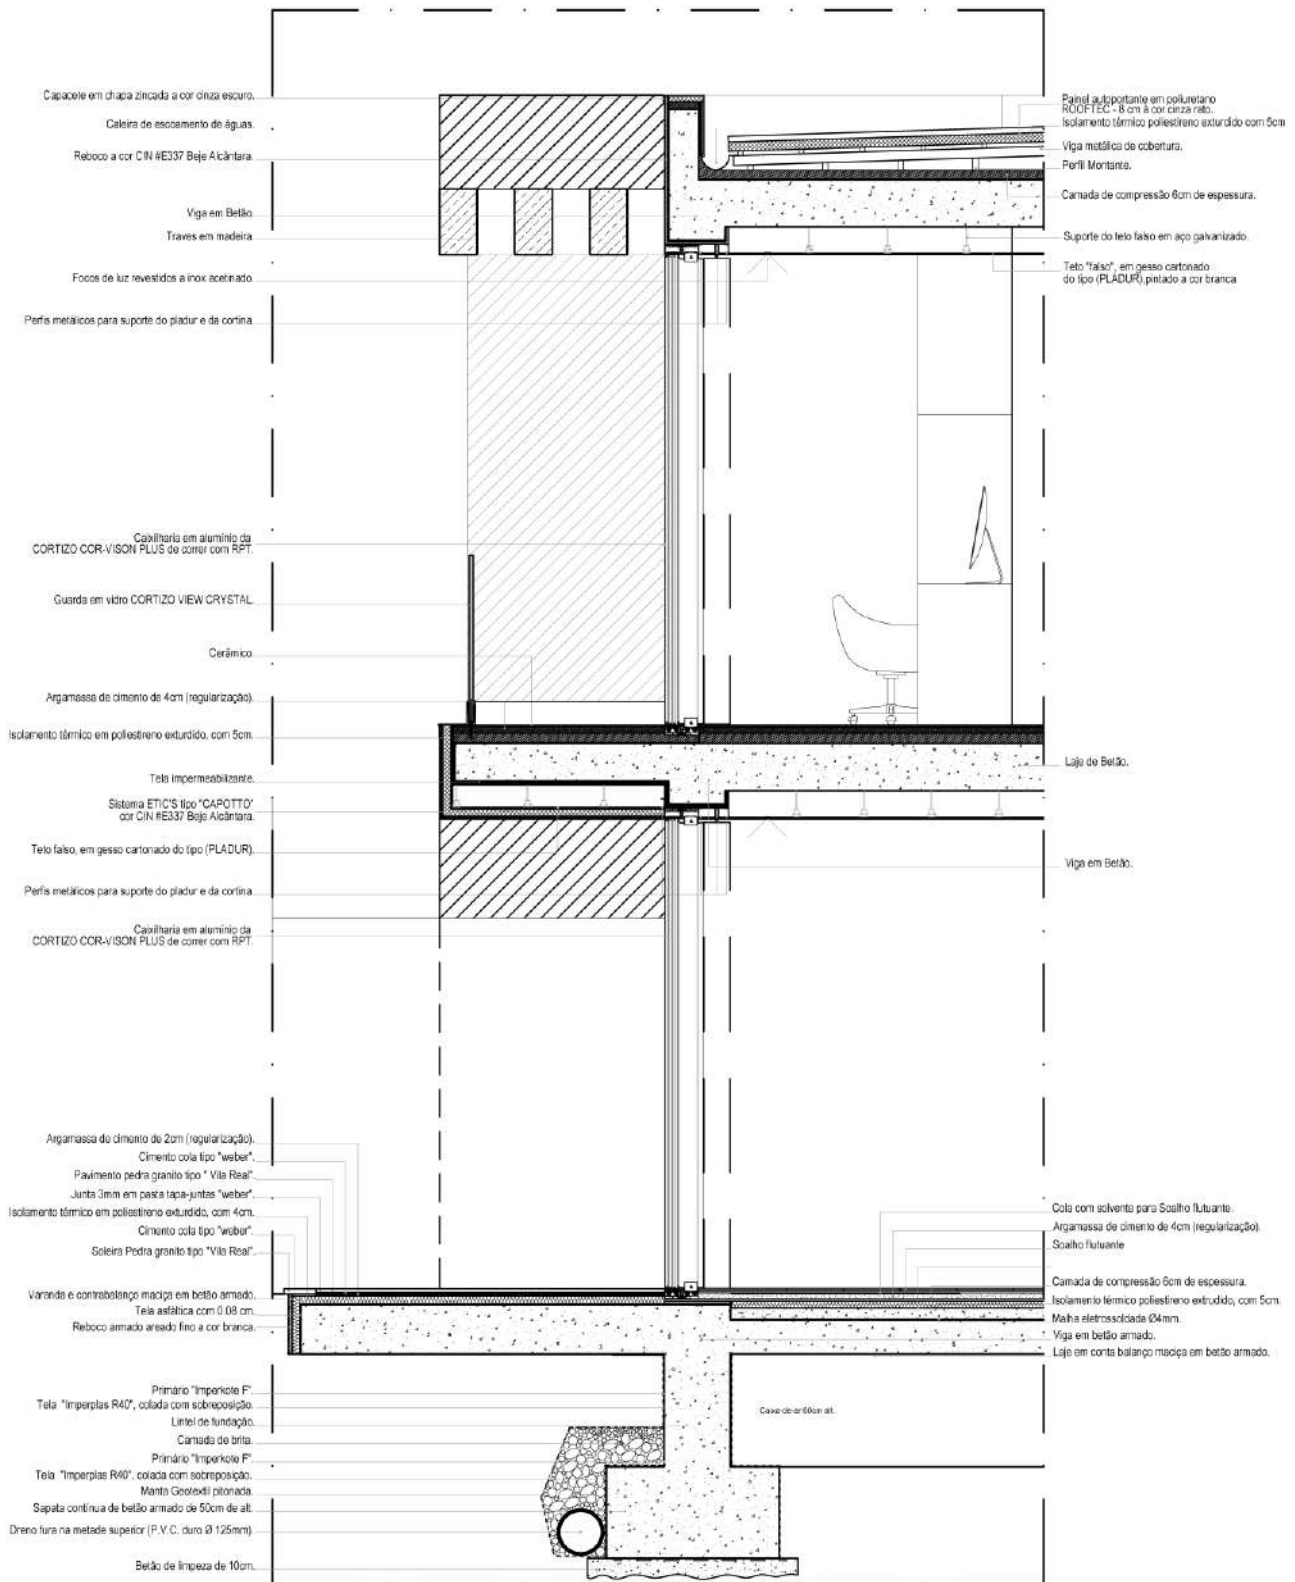 Capacete em chapa zincada a cor cinza escuro.
Caleira de escoamento de águas.
Reboco a cor CIN #E337 Beje Alcântara.
Viga em Betão
Traves em madeira
Focos de luz revestidos a inox acetinado
Perfis metálicos para suporte do pladur e da cortina
Caixilharia em alumínio da
CORTIZO COR-VISON PLUS de correr com RPT.
Guarda em vidro CORTIZO VIEW CRYSTAL.
Cerâmico
Argamassa de cimento de 4cm (regularização).
Isolamento térmico em poliestireno exturdido, com 5cm.
Tela impermeabilizante.
Sistema ETIC'S tipo "CAPOTTO"
cor CIN #E337 Beje Alcântara.
Teto falso, em gesso cartonado do tipo (PLADUR).
Perfis metálicos para suporte do pladur e da cortina
Caixilharia em alumínio da
CORTIZO COR-VISON PLUS de correr com RPT.
Argamassa de cimento de 2cm (regularização).
Cimento cola tipo "weber".
Pavimento pedra granito tipo " Vila Real"
Junta 3mm em pasta tapa-juntas "weber".
Isolamento térmico em poliestireno exturdido, com 4cm.
Cimento cola tipo "weber".
Soleira Pedra granito tipo "Vila Real".
Varanda e contrabalanço maciça em betão armado.
Tela asfáltica com 0.08 cm.
Reboco armado areado fino a cor branca.
Primário "Imperkote F".
Tela "Imperplas R40", colada com sobreposição.
Lintel de fundação.
Camada de brita.
Primário "Imperkote F".
Tela "Imperplas R40", colada com sobreposição.
Manta Geotextil pitonada.
Sapata contínua de betão armado de 50cm de alt.
Dreno fura na metade superior (P.V.C. duro Ø 125mm).
Betão de limpeza de 10cm.
Painel autoportante em poliuretano
ROOFTEC - 8 cm à cor cinza rato.
Isolamento térmico poliestireno exturdido com 5cm
Viga metálica de cobertura.
Perfil Montante.
Camada de compressão 6cm de espessura.
Suporte do teto falso em aço galvanizado.
Teto "falso", em gesso cartonado
do tipo (PLADUR),pintado a cor branca
Laje de Betão.
Viga em Betão.
Cola com solvente para Soalho flutuante.
Argamassa de cimento de 4cm (regularização).
Soalho flutuante
Camada de compressão 6cm de espessura.
Isolamento térmico poliestireno extrudido, com 5cm.
Malha eletrossoldada Ø4mm.
Viga em betão armado.
Laje em conta balanço maciça em betão armado.
Caixa-de-ar 60cm alt.